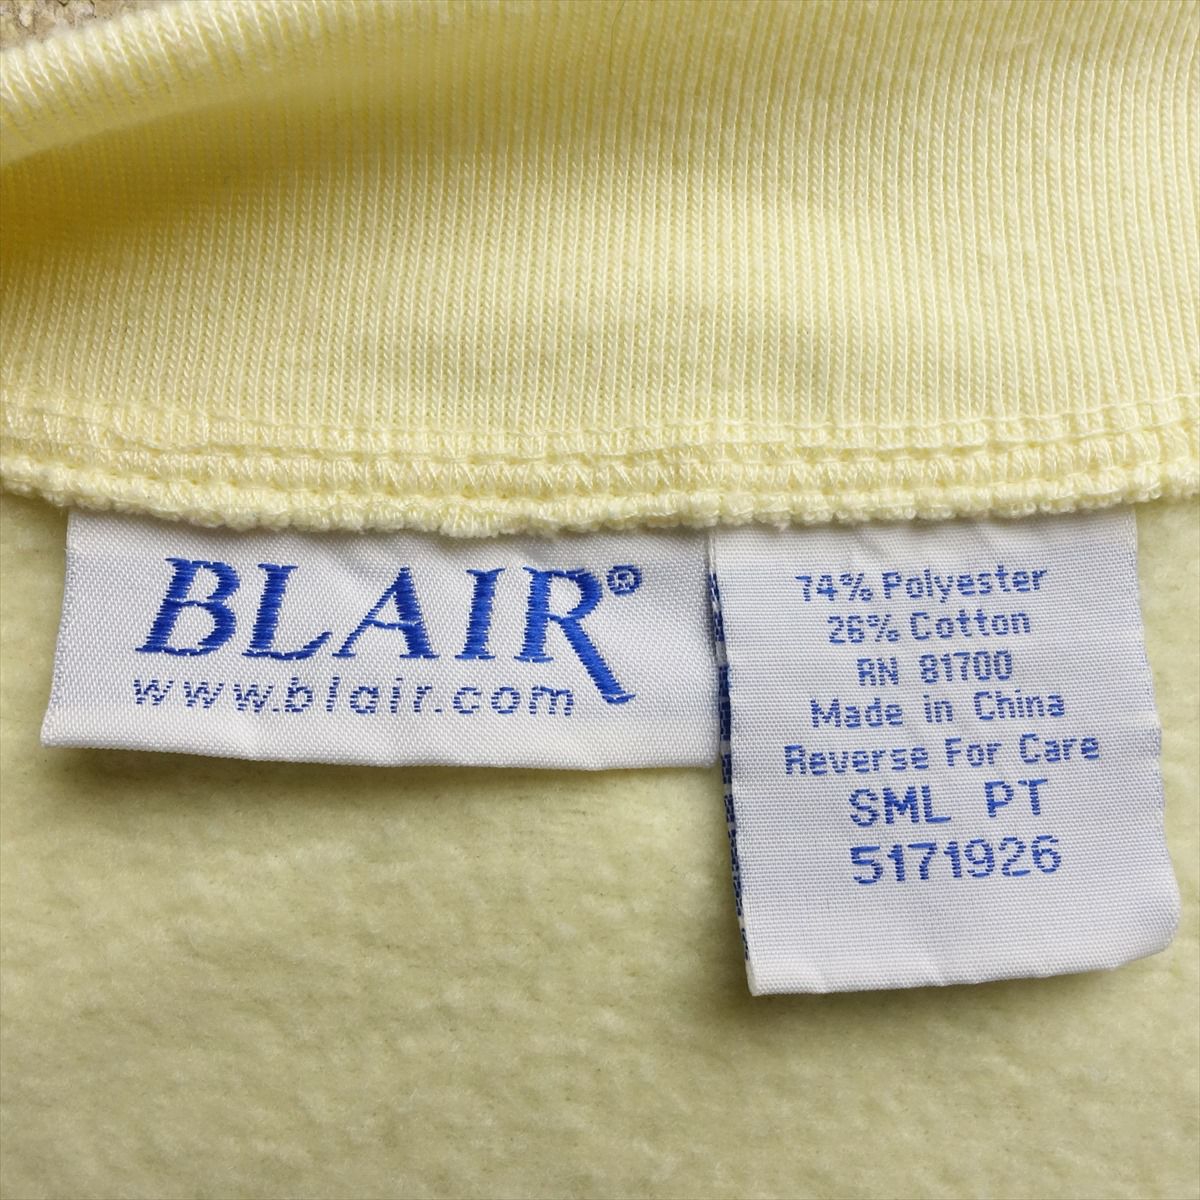 BLAIR®
www.blair.com
74% Polyester
26% Cotton
RN 81700
Made in China
Reverse For Care
SML PT
5171926